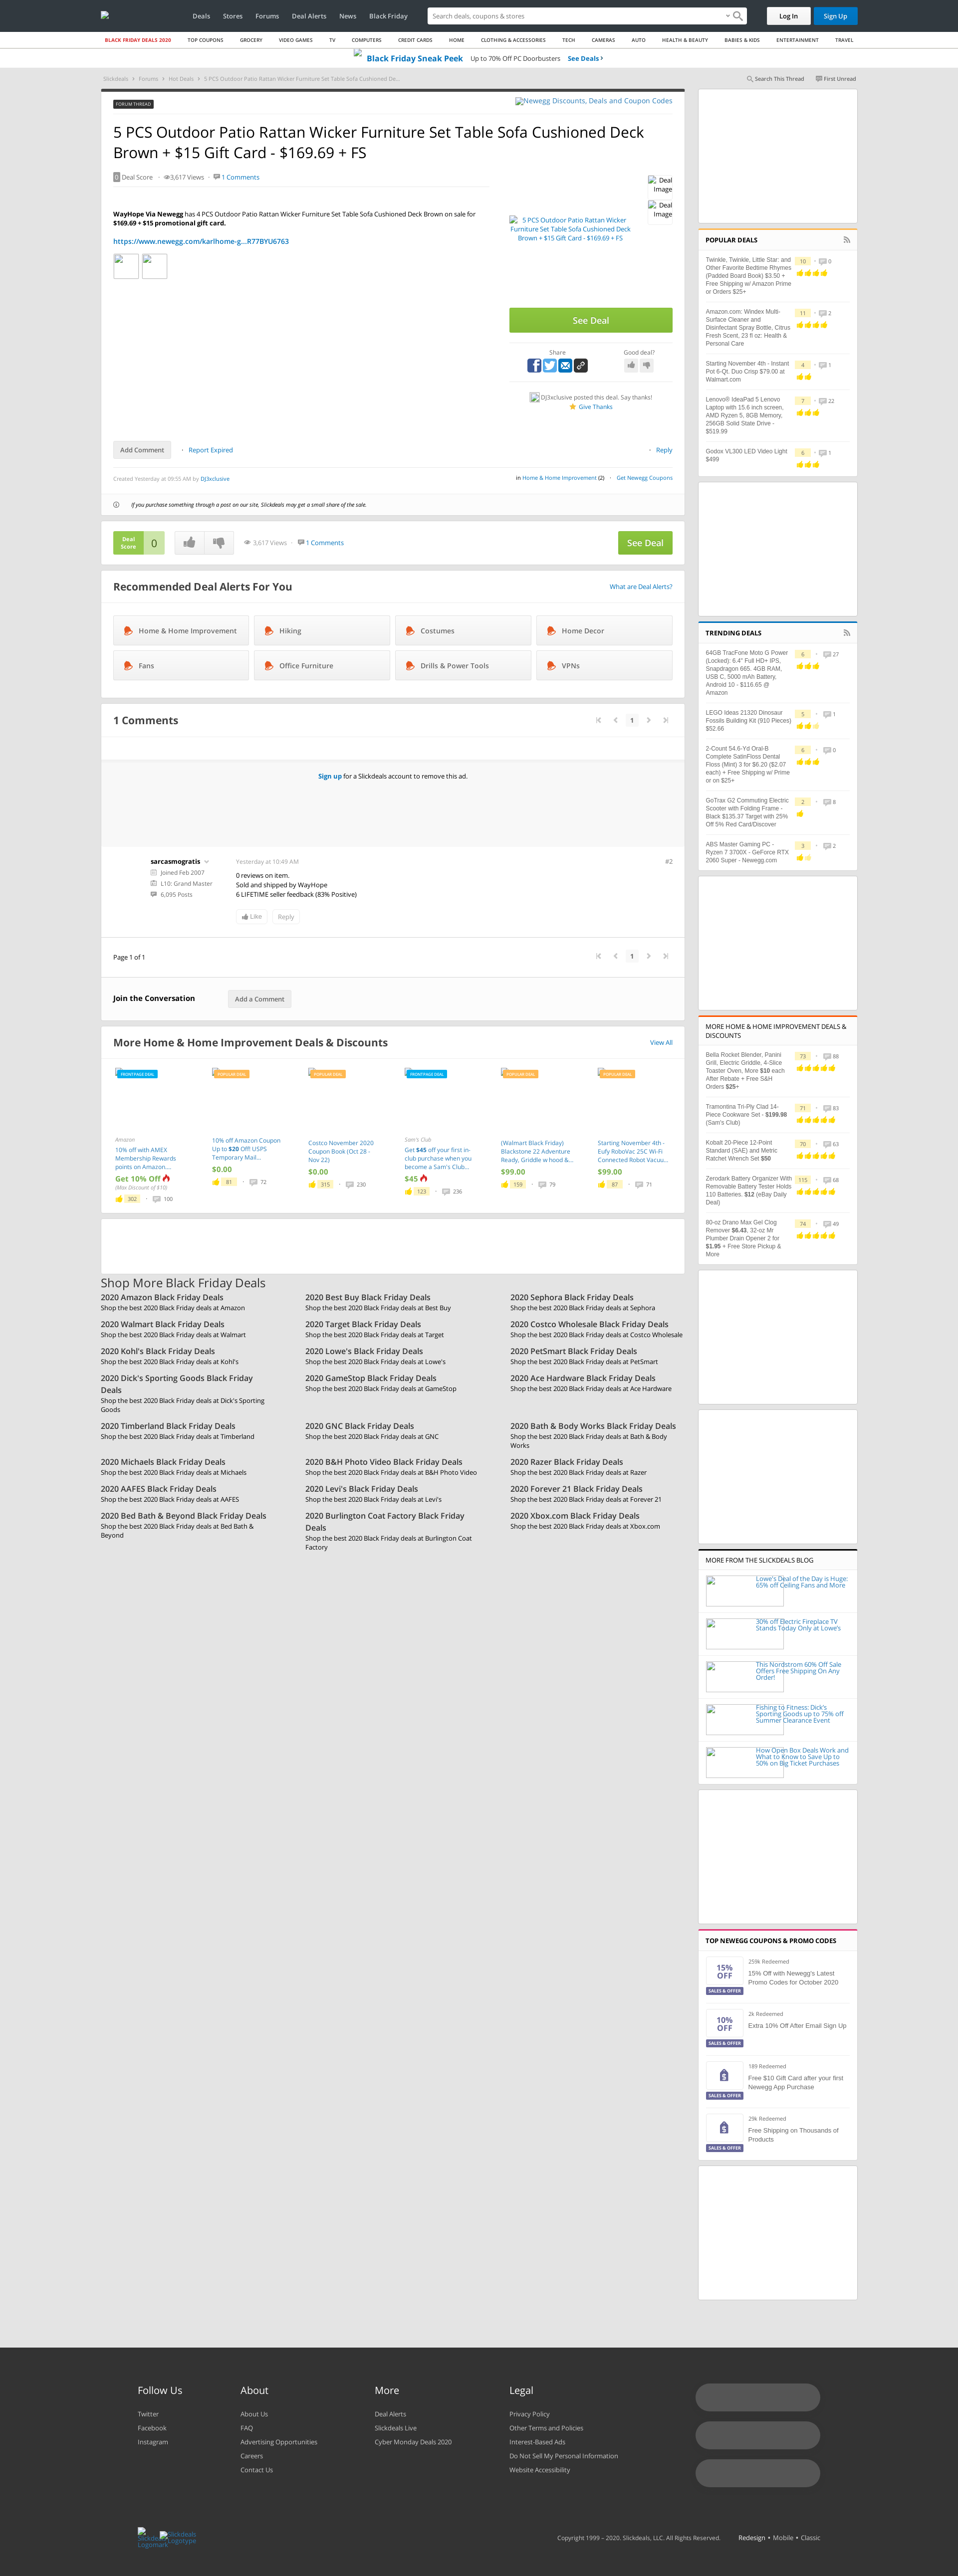 Deals
Stores
Forums
Deal Alerts
News
Black Friday
Search deals, coupons & stores
Log In
Sign Up
BLACK FRIDAY DEALS 2020
TOP COUPONS
GROCERY
VIDEO GAMES
TV
COMPUTERS
CREDIT CARDS
HOME
CLOTHING & ACCESSORIES
TECH
CAMERAS
AUTO
HEALTH & BEAUTY
BABIES & KIDS
ENTERTAINMENT
TRAVEL
Black Friday Sneak Peek
Up to 70% Off PC Doorbusters
See Deals ›
Slickdeals > Forums > Hot Deals > 5 PCS Outdoor Patio Rattan Wicker Furniture Set Table Sofa Cushioned De...
Search This Thread
First Unread
FORUM THREAD
Newegg Discounts, Deals and Coupon Codes
5 PCS Outdoor Patio Rattan Wicker Furniture Set Table Sofa Cushioned Deck
Brown + $15 Gift Card - $169.69 + FS
0 Deal Score
3,617 Views
1 Comments
WayHope Via Newegg has 4 PCS Outdoor Patio Rattan Wicker Furniture Set Table Sofa Cushioned Deck Brown on sale for
$169.69 + $15 promotional gift card.
https://www.newegg.com/karlhome-g...R77BYU6763
Deal
Image
Deal
Image
5 PCS Outdoor Patio Rattan Wicker
Furniture Set Table Sofa Cushioned Deck
Brown + $15 Gift Card - $169.69 + FS
See Deal
Share
Good deal?
DJ3xclusive posted this deal. Say thanks!
Give Thanks
Add Comment
Report Expired
Reply
Created Yesterday at 09:55 AM by DJ3xclusive
in Home & Home Improvement (2)
Get Newegg Coupons
If you purchase something through a post on our site, Slickdeals may get a small share of the sale.
Deal
Score
0
3,617 Views
1 Comments
See Deal
Recommended Deal Alerts For You
What are Deal Alerts?
Home & Home Improvement
Hiking
Costumes
Home Decor
Fans
Office Furniture
Drills & Power Tools
VPNs
1 Comments
1
Sign up for a Slickdeals account to remove this ad.
sarcasmogratis
Joined Feb 2007
L10: Grand Master
6,095 Posts
Yesterday at 10:49 AM
#2
0 reviews on item.
Sold and shipped by WayHope
6 LIFETIME seller feedback (83% Positive)
Like
Reply
Page 1 of 1
1
Join the Conversation
Add a Comment
More Home & Home Improvement Deals & Discounts
View All
FRONTPAGE DEAL
Amazon
10% off with AMEX
Membership Rewards
points on Amazon....
Get 10% Off
(Max Discount of $10)
302
100
POPULAR DEAL
10% off Amazon Coupon
Up to $20 Off! USPS
Temporary Mail...
$0.00
81
72
POPULAR DEAL
Costco November 2020
Coupon Book (Oct 28 -
Nov 22)
$0.00
315
230
FRONTPAGE DEAL
Sam's Club
Get $45 off your first in-
club purchase when you
become a Sam's Club...
$45
123
236
POPULAR DEAL
(Walmart Black Friday)
Blackstone 22 Adventure
Ready, Griddle w hood &...
$99.00
159
79
POPULAR DEAL
Starting November 4th -
Eufy RoboVac 25C Wi-Fi
Connected Robot Vacuu...
$99.00
87
71
Shop More Black Friday Deals
2020 Amazon Black Friday Deals
Shop the best 2020 Black Friday deals at Amazon
2020 Best Buy Black Friday Deals
Shop the best 2020 Black Friday deals at Best Buy
2020 Sephora Black Friday Deals
Shop the best 2020 Black Friday deals at Sephora
2020 Walmart Black Friday Deals
Shop the best 2020 Black Friday deals at Walmart
2020 Target Black Friday Deals
Shop the best 2020 Black Friday deals at Target
2020 Costco Wholesale Black Friday Deals
Shop the best 2020 Black Friday deals at Costco Wholesale
2020 Kohl's Black Friday Deals
Shop the best 2020 Black Friday deals at Kohl's
2020 Lowe's Black Friday Deals
Shop the best 2020 Black Friday deals at Lowe's
2020 PetSmart Black Friday Deals
Shop the best 2020 Black Friday deals at PetSmart
2020 Dick's Sporting Goods Black Friday
Deals
Shop the best 2020 Black Friday deals at Dick's Sporting
Goods
2020 GameStop Black Friday Deals
Shop the best 2020 Black Friday deals at GameStop
2020 Ace Hardware Black Friday Deals
Shop the best 2020 Black Friday deals at Ace Hardware
2020 Timberland Black Friday Deals
Shop the best 2020 Black Friday deals at Timberland
2020 GNC Black Friday Deals
Shop the best 2020 Black Friday deals at GNC
2020 Bath & Body Works Black Friday Deals
Shop the best 2020 Black Friday deals at Bath & Body
Works
2020 Michaels Black Friday Deals
Shop the best 2020 Black Friday deals at Michaels
2020 B&H Photo Video Black Friday Deals
Shop the best 2020 Black Friday deals at B&H Photo Video
2020 Razer Black Friday Deals
Shop the best 2020 Black Friday deals at Razer
2020 AAFES Black Friday Deals
Shop the best 2020 Black Friday deals at AAFES
2020 Levi's Black Friday Deals
Shop the best 2020 Black Friday deals at Levi's
2020 Forever 21 Black Friday Deals
Shop the best 2020 Black Friday deals at Forever 21
2020 Bed Bath & Beyond Black Friday Deals
Shop the best 2020 Black Friday deals at Bed Bath &
Beyond
2020 Burlington Coat Factory Black Friday
Deals
Shop the best 2020 Black Friday deals at Burlington Coat
Factory
2020 Xbox.com Black Friday Deals
Shop the best 2020 Black Friday deals at Xbox.com
POPULAR DEALS
Twinkle, Twinkle, Little Star: and
Other Favorite Bedtime Rhymes
(Padded Board Book) $3.50 +
Free Shipping w/ Amazon Prime
or Orders $25+
10
0
Amazon.com: Windex Multi-
Surface Cleaner and
Disinfectant Spray Bottle, Citrus
Fresh Scent, 23 fl oz: Health &
Personal Care
11
2
Starting November 4th - Instant
Pot 6-Qt. Duo Crisp $79.00 at
Walmart.com
4
1
Lenovo® IdeaPad 5 Lenovo
Laptop with 15.6 inch screen,
AMD Ryzen 5, 8GB Memory,
256GB Solid State Drive -
$519.99
7
22
Godox VL300 LED Video Light
$499
6
1
TRENDING DEALS
64GB TracFone Moto G Power
(Locked): 6.4" Full HD+ IPS,
Snapdragon 665, 4GB RAM,
USB C, 5000 mAh Battery,
Android 10 - $116.65 @
Amazon
6
27
LEGO Ideas 21320 Dinosaur
Fossils Building Kit (910 Pieces)
$52.66
5
1
2-Count 54.6-Yd Oral-B
Complete SatinFloss Dental
Floss (Mint) 3 for $6.20 ($2.07
each) + Free Shipping w/ Prime
or on $25+
6
0
GoTrax G2 Commuting Electric
Scooter with Folding Frame -
Black $135.37 Target with 25%
Off 5% Red Card/Discover
2
8
ABS Master Gaming PC -
Ryzen 7 3700X - GeForce RTX
2060 Super - Newegg.com
3
2
MORE HOME & HOME IMPROVEMENT DEALS &
DISCOUNTS
Bella Rocket Blender, Panini
Grill, Electric Griddle, 4-Slice
Toaster Oven, More $10 each
After Rebate + Free S&H
Orders $25+
73
88
Tramontina Tri-Ply Clad 14-
Piece Cookware Set - $199.98
(Sam's Club)
71
83
Kobalt 20-Piece 12-Point
Standard (SAE) and Metric
Ratchet Wrench Set $50
70
63
Zerodark Battery Organizer With
Removable Battery Tester Holds
110 Batteries. $12 (eBay Daily
Deal)
115
68
80-oz Drano Max Gel Clog
Remover $6.43, 32-oz Mr
Plumber Drain Opener 2 for
$1.95 + Free Store Pickup &
More
74
49
MORE FROM THE SLICKDEALS BLOG
Lowe's Deal of the Day is Huge:
65% off Ceiling Fans and More
30% off Electric Fireplace TV
Stands Today Only at Lowe's
This Nordstrom 60% Off Sale
Offers Free Shipping On Any
Order!
Fishing to Fitness: Dick's
Sporting Goods up to 75% off
Summer Clearance Event
How Open Box Deals Work and
What to Know to Save Up to
50% on Big Ticket Purchases
TOP NEWEGG COUPONS & PROMO CODES
15%
OFF
SALES & OFFER
259k Redeemed
15% Off with Newegg's Latest
Promo Codes for October 2020
10%
OFF
SALES & OFFER
2k Redeemed
Extra 10% Off After Email Sign Up
SALES & OFFER
189 Redeemed
Free $10 Gift Card after your first
Newegg App Purchase
SALES & OFFER
29k Redeemed
Free Shipping on Thousands of
Products
Follow Us
Twitter
Facebook
Instagram
About
About Us
FAQ
Advertising Opportunities
Careers
Contact Us
More
Deal Alerts
Slickdeals Live
Cyber Monday Deals 2020
Legal
Privacy Policy
Other Terms and Policies
Interest-Based Ads
Do Not Sell My Personal Information
Website Accessibility
Slickdeals
Logomark
Slickdeals
Logotype
Copyright 1999 – 2020. Slickdeals, LLC. All Rights Reserved.
Redesign • Mobile • Classic